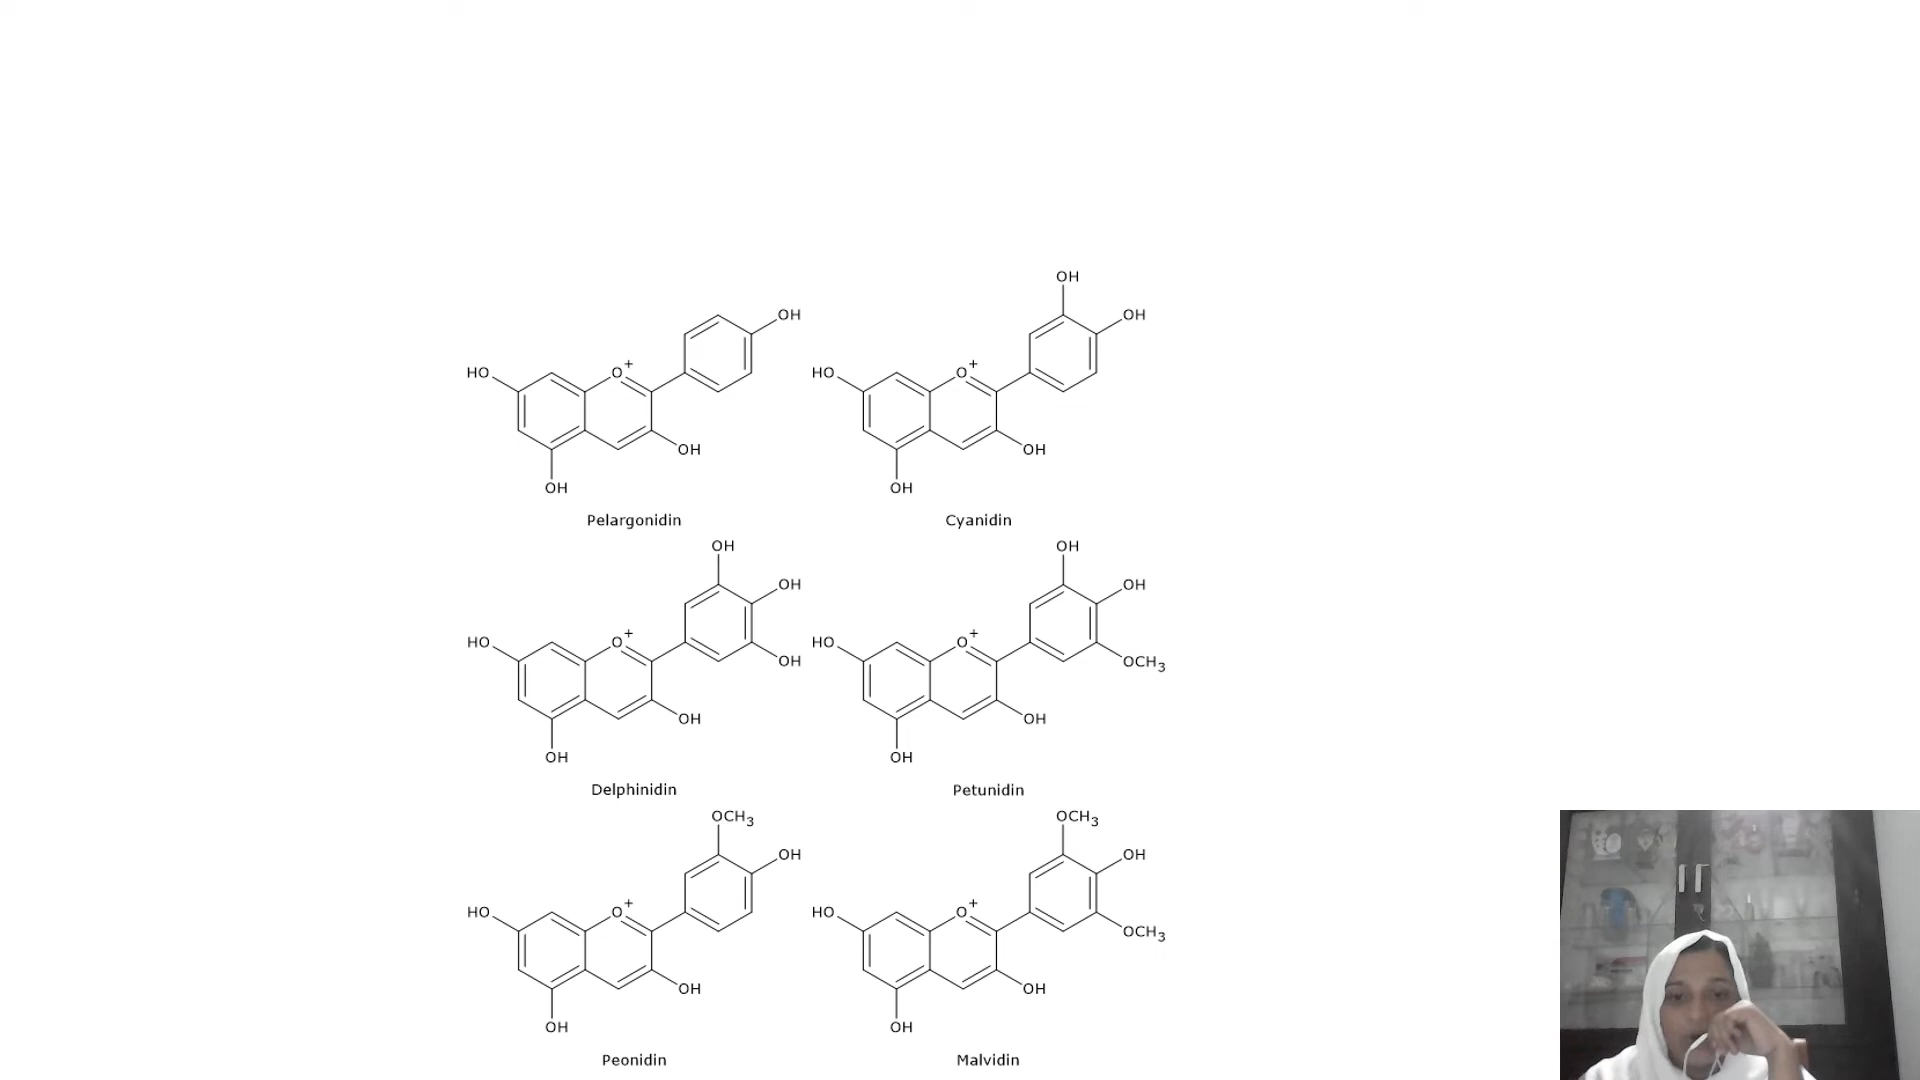 OH
OH
OH
HO
O+
HO
O+
OH
OH
OH
OH
Pelargonidin
Cyanidin
OH
OH
OH
OH
HO
O+
OH
HO
O+
OCH3
OH
OH
OH
OH
Delphinidin
Petunidin
OCH3
OCH3
OH
OH
HO
O+
HO
O+
OCH3
OH
OH
OH
OH
Peonidin
Malvidin